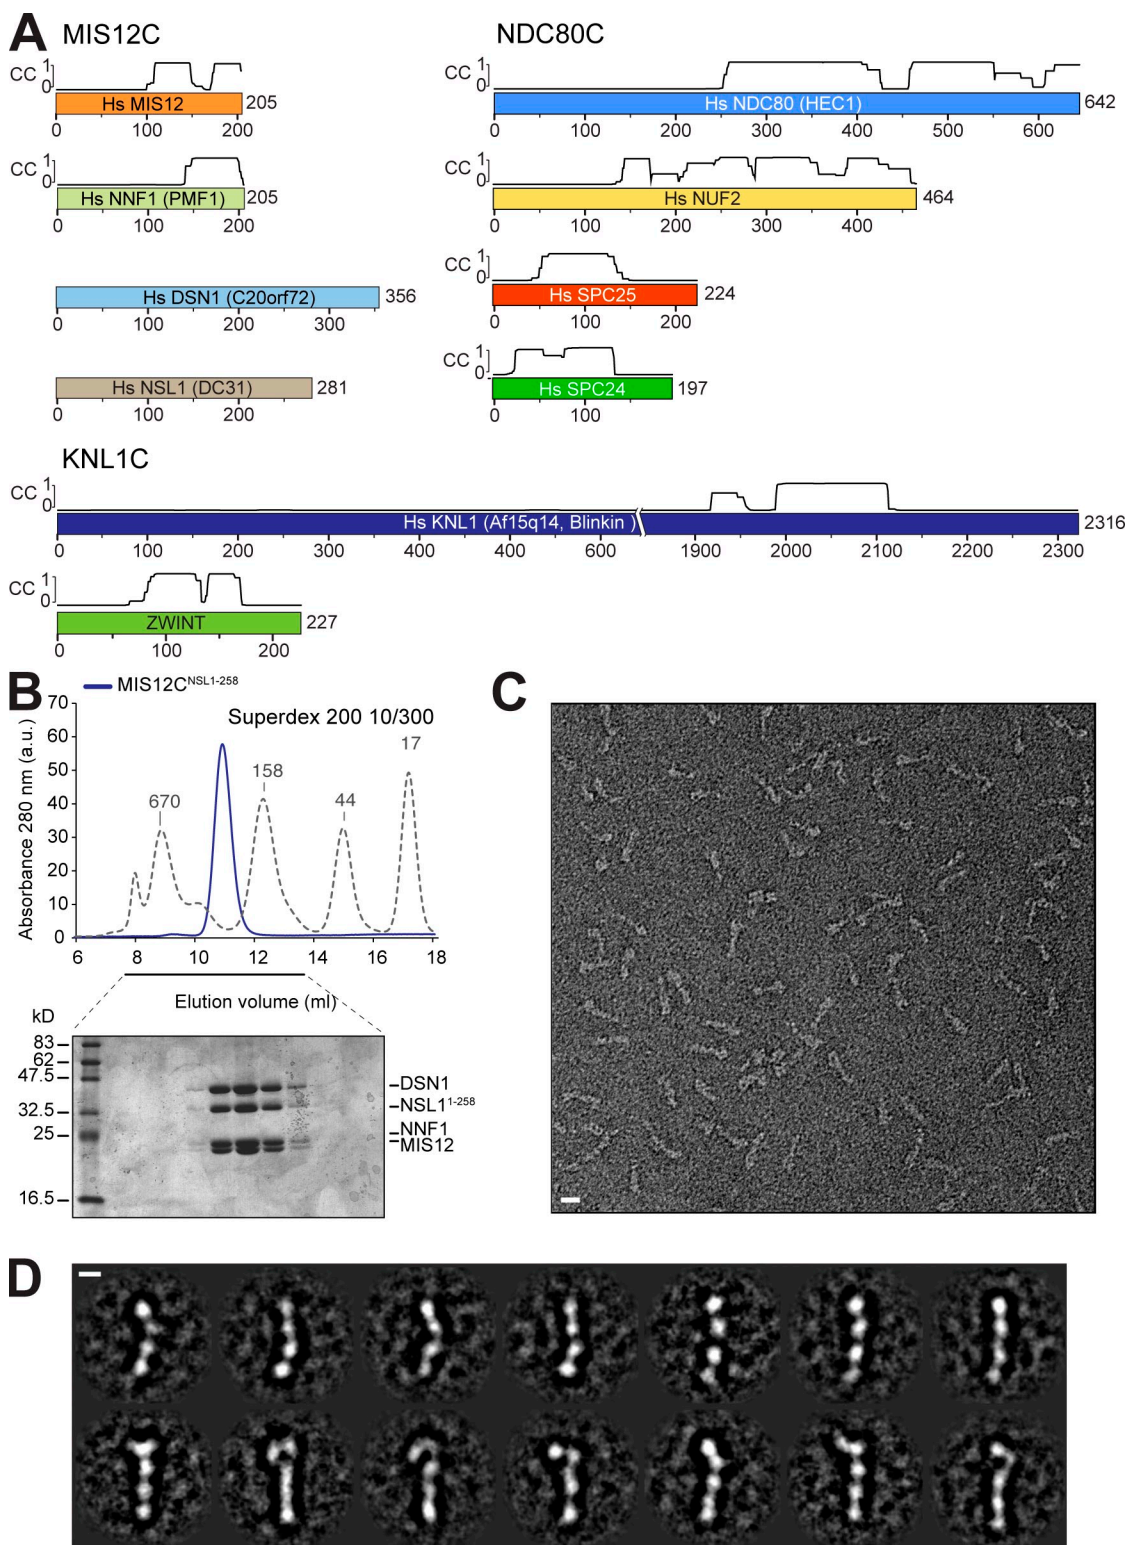 A
MIS12C
CC 1
0
Hs MIS12
205
0 100 200
CC 1
0
Hs NNF1 (PMF1)
205
0 100 200
Hs DSN1 (C20orf72)
356
0 100 200 300
Hs NSL1 (DC31)
281
0 100 200
NDC80C
CC 1
0
Hs NDC80 (HEC1)
642
0 100 200 300 400 500 600
CC 1
0
Hs NUF2
464
0 100 200 300 400
CC 1
0
Hs SPC25
224
0 100 200
CC 1
0
Hs SPC24
197
0 100
KNL1C
CC 1
0
Hs KNL1 (Af15q14, Blinkin )
2316
0 100 200 300 400 400 600 1900 2000 2100 2200 2300
CC 1
0
ZWINT
227
0 100 200
B
MIS12C^NSL1-258
Superdex 200 10/300
Absorbance 280 nm (a.u.)
70
60
50
40
30
20
10
0
670
158
44
17
6 8 10 12 14 16 18
Elution volume (ml)
kD
83
62
47.5
32.5
25
16.5
DSN1
NSL1^1-258
NNF1
MIS12
C
D